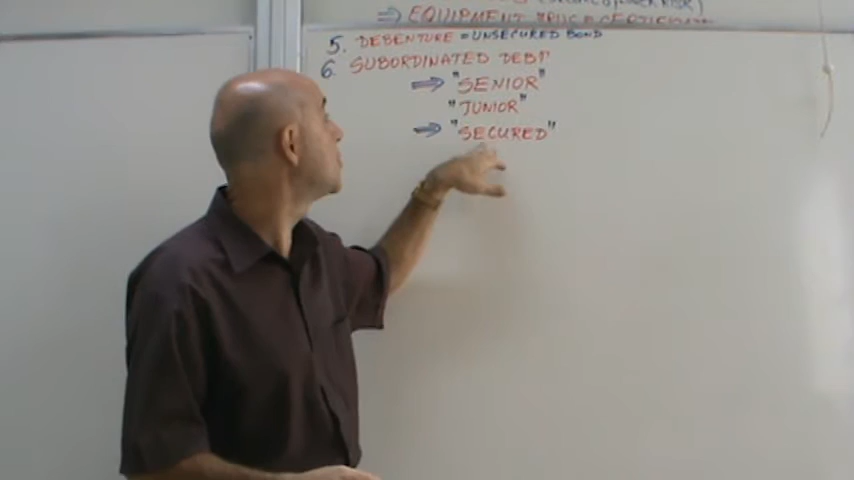 ⇒ EQUIPMENT
5. DEBENTURE = UNSECURED BOND
6. SUBORDINATED DEBT
⇒ "SENIOR"
"JUNIOR"
⇒ "SECURED"